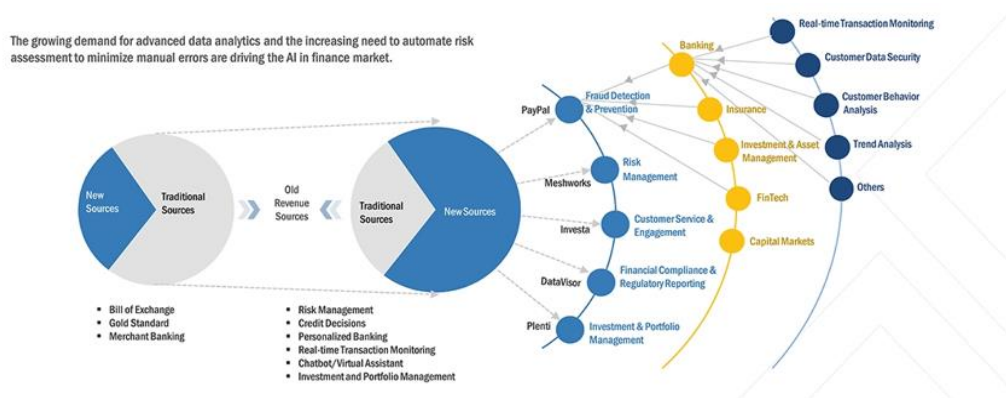 The growing demand for advanced data analytics and the increasing need to automate risk
assessment to minimize manual errors are driving the AI in finance market.
New
Sources
Traditional
Sources
Old
Revenue
Sources
Traditional
Sources
New Sources
• Bill of Exchange
• Gold Standard
• Merchant Banking
• Risk Management
• Credit Decisions
• Personalized Banking
• Real-time Transaction Monitoring
• Chatbot/Virtual Assistant
• Investment and Portfolio Management
PayPal
Fraud Detection
& Prevention
Meshworks
Risk
Management
Investa
Customer Service &
Engagement
DataVisor
Financial Compliance &
Regulatory Reporting
Plenti
Investment & Portfolio
Management
Banking
Insurance
Investment & Asset
Management
FinTech
Capital Markets
Real-time Transaction Monitoring
Customer Data Security
Customer Behavior
Analysis
Trend Analysis
Others